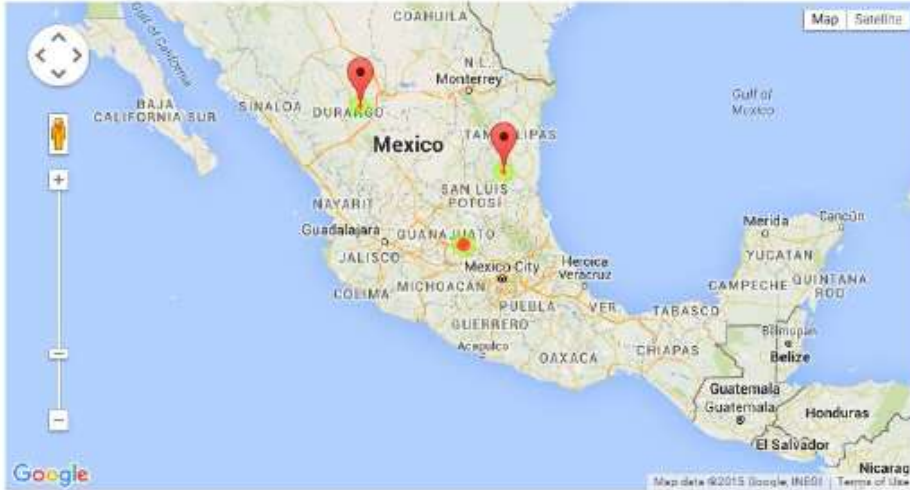 COAHUILA
Map Satellite
Gulf of California
N.L.
Monterrey
Gulf of
Mexico
BAJA
CALIFORNIA SUR
SINALOA
DURANGO
TAMAULIPAS
Mexico
SAN LUIS
POTOSÍ
NAYARIT
Guadalajara
GUANAJUATO
Merida
Cancún
JALISCO
Mexico City
Heroica
Veracruz
YUCATAN
COLIMA
MICHOACÁN
CAMPECHE
QUINTANA
ROO
PUEBLA
VER.
TABASCO
GUERRERO
Acapulco
OAXACA
CHIAPAS
Belmopan
Belize
Guatemala
Guatemala
Honduras
El Salvador
Nicarag
Google
Map data ©2015 Google, INEGI Terms of Use